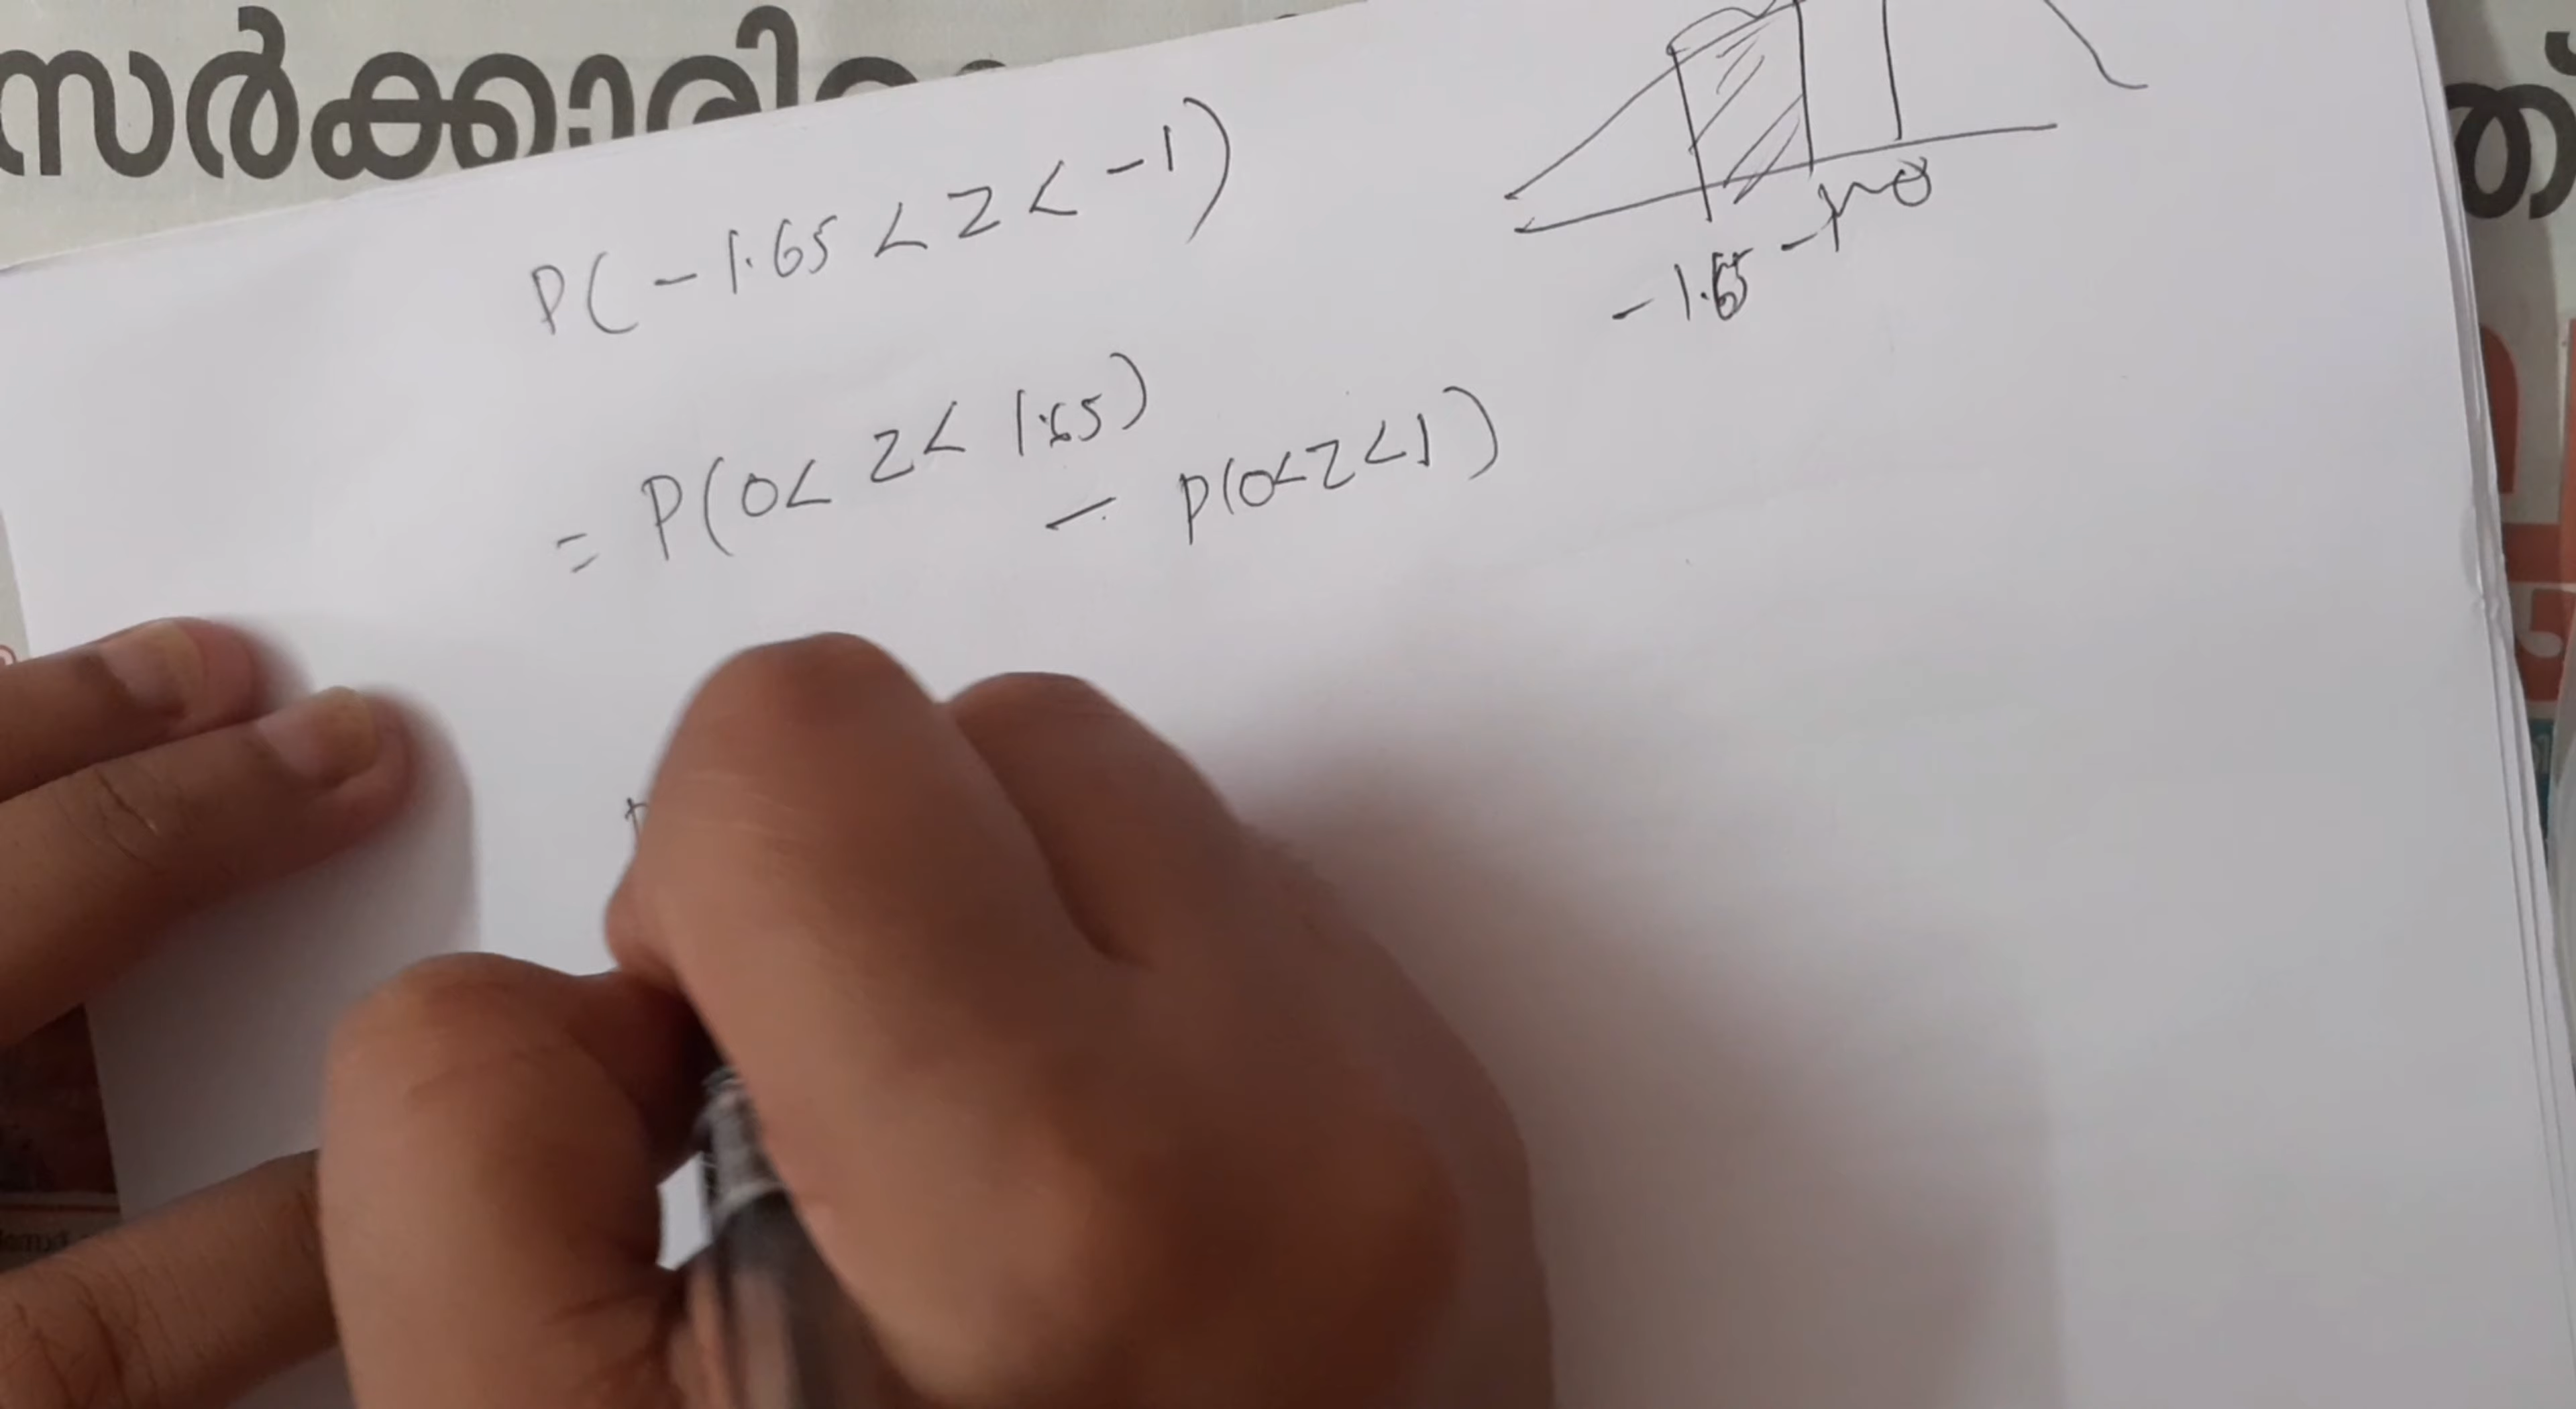 സർക്കാരിന
P(-1.65 < Z < -1)
-1.65 -1 0
= P(0< Z< 1.65)
- P(0<Z<1)